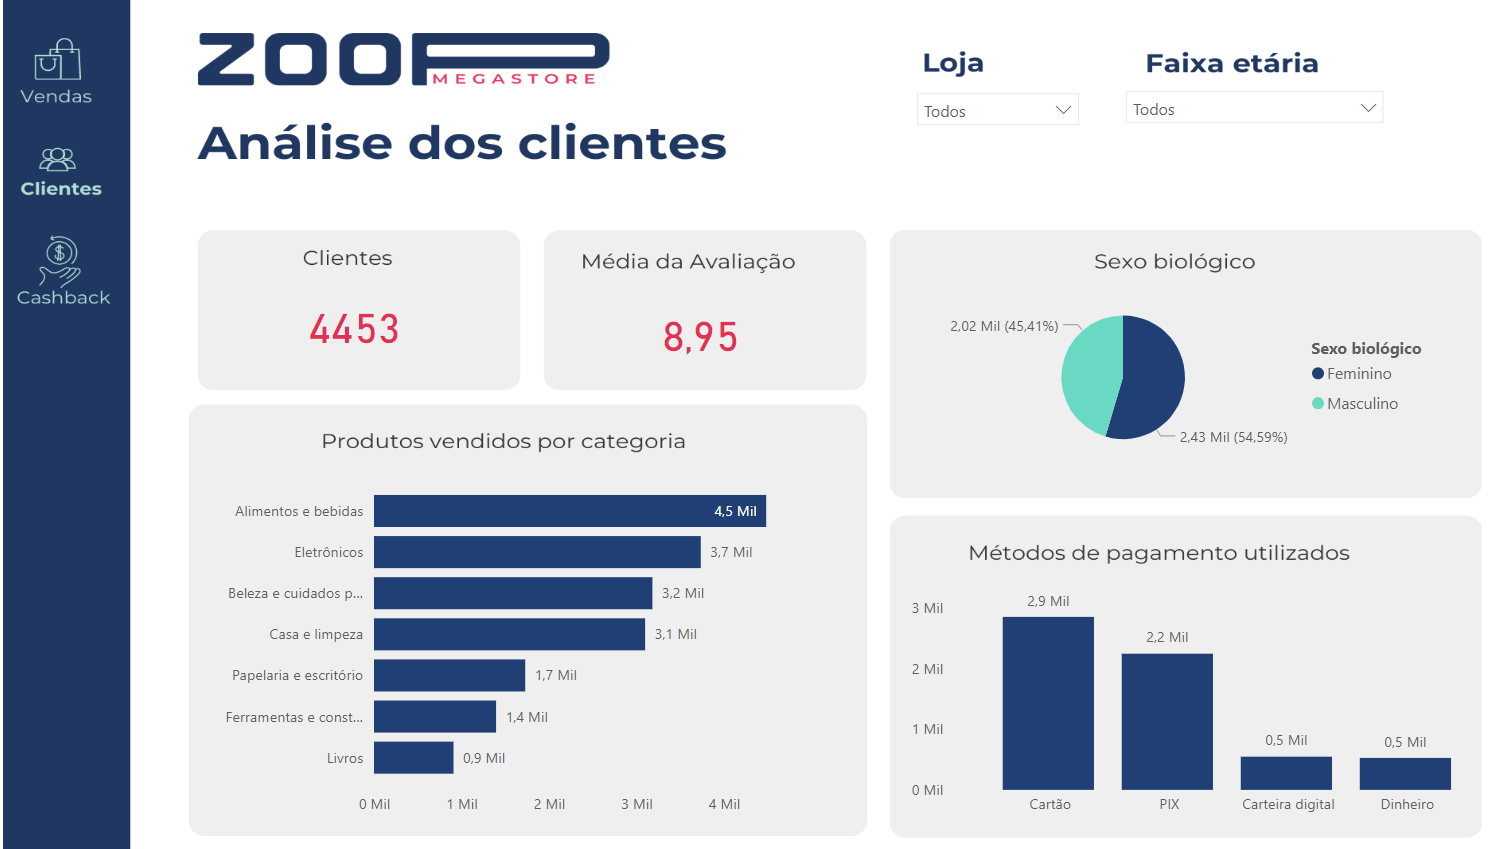 Vendas
Clientes
Cashback
ZOOP
MEGASTORE
Análise dos clientes
Loja
Todos
Faixa etária
Todos
Clientes
4453
Média da Avaliação
8,95
Sexo biológico
2,02 Mil (45,41%)
2,43 Mil (54,59%)
Sexo biológico
Feminino
Masculino
Produtos vendidos por categoria
Alimentos e bebidas 4,5 Mil
Eletrônicos 3,7 Mil
Beleza e cuidados p... 3,2 Mil
Casa e limpeza 3,1 Mil
Papelaria e escritório 1,7 Mil
Ferramentas e const... 1,4 Mil
Livros 0,9 Mil
0 Mil 1 Mil 2 Mil 3 Mil 4 Mil
Métodos de pagamento utilizados
3 Mil
2 Mil
1 Mil
0 Mil
2,9 Mil
2,2 Mil
0,5 Mil
0,5 Mil
Cartão PIX Carteira digital Dinheiro